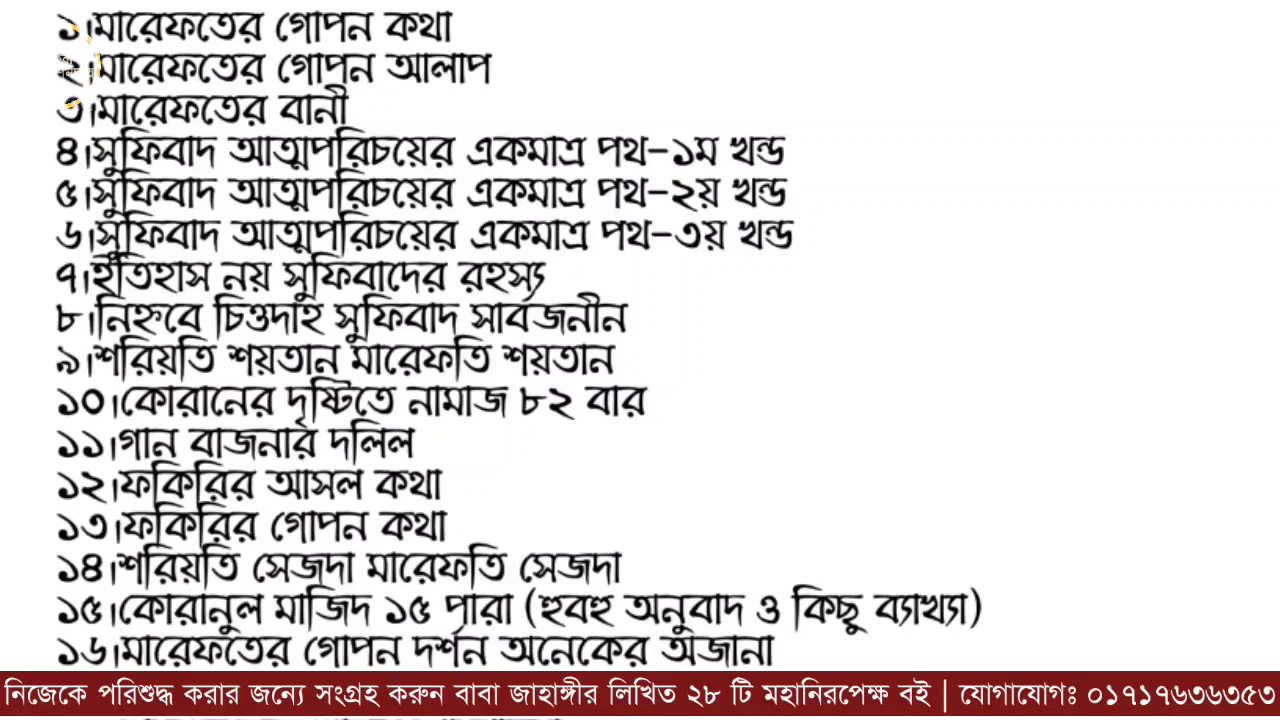 ১।মারেফতের গোপন কথা
২।মারেফতের গোপন আলাপ
৩।মারেফতের বানী
৪।সুফিবাদ আত্মপরিচয়ের একমাত্র পথ-১ম খন্ড
৫।সুফিবাদ আত্মপরিচয়ের একমাত্র পথ-২য় খন্ড
৬।সুফিবাদ আত্মপরিচয়ের একমাত্র পথ-৩য় খন্ড
৭।ইতিহাস নয় সুফিবাদের রহস্য
৮।নিহ্নবে চিত্তদাহ সুফিবাদ সার্বজনীন
৯।শরিয়তি শয়তান মারেফতি শয়তান
১০।কোরানের দৃষ্টিতে নামাজ ৮২ বার
১১।গান বাজনার দলিল
১২।ফকিরির আসল কথা
১৩।ফকিরির গোপন কথা
১৪।শরিয়তি সেজদা মারেফতি সেজদা
১৫।কোরানুল মাজিদ ১৫ পারা (হুবহু অনুবাদ ও কিছু ব্যাখ্যা)
১৬।মারেফতের গোপন দর্শন অনেকের অজানা
নিজেকে পরিশুদ্ধ করার জন্যে সংগ্রহ করুন বাবা জাহাঙ্গীর লিখিত ২৮ টি মহানিরপেক্ষ বই | যোগাযোগঃ ০১৭১৭৬৩৬৩৫৩